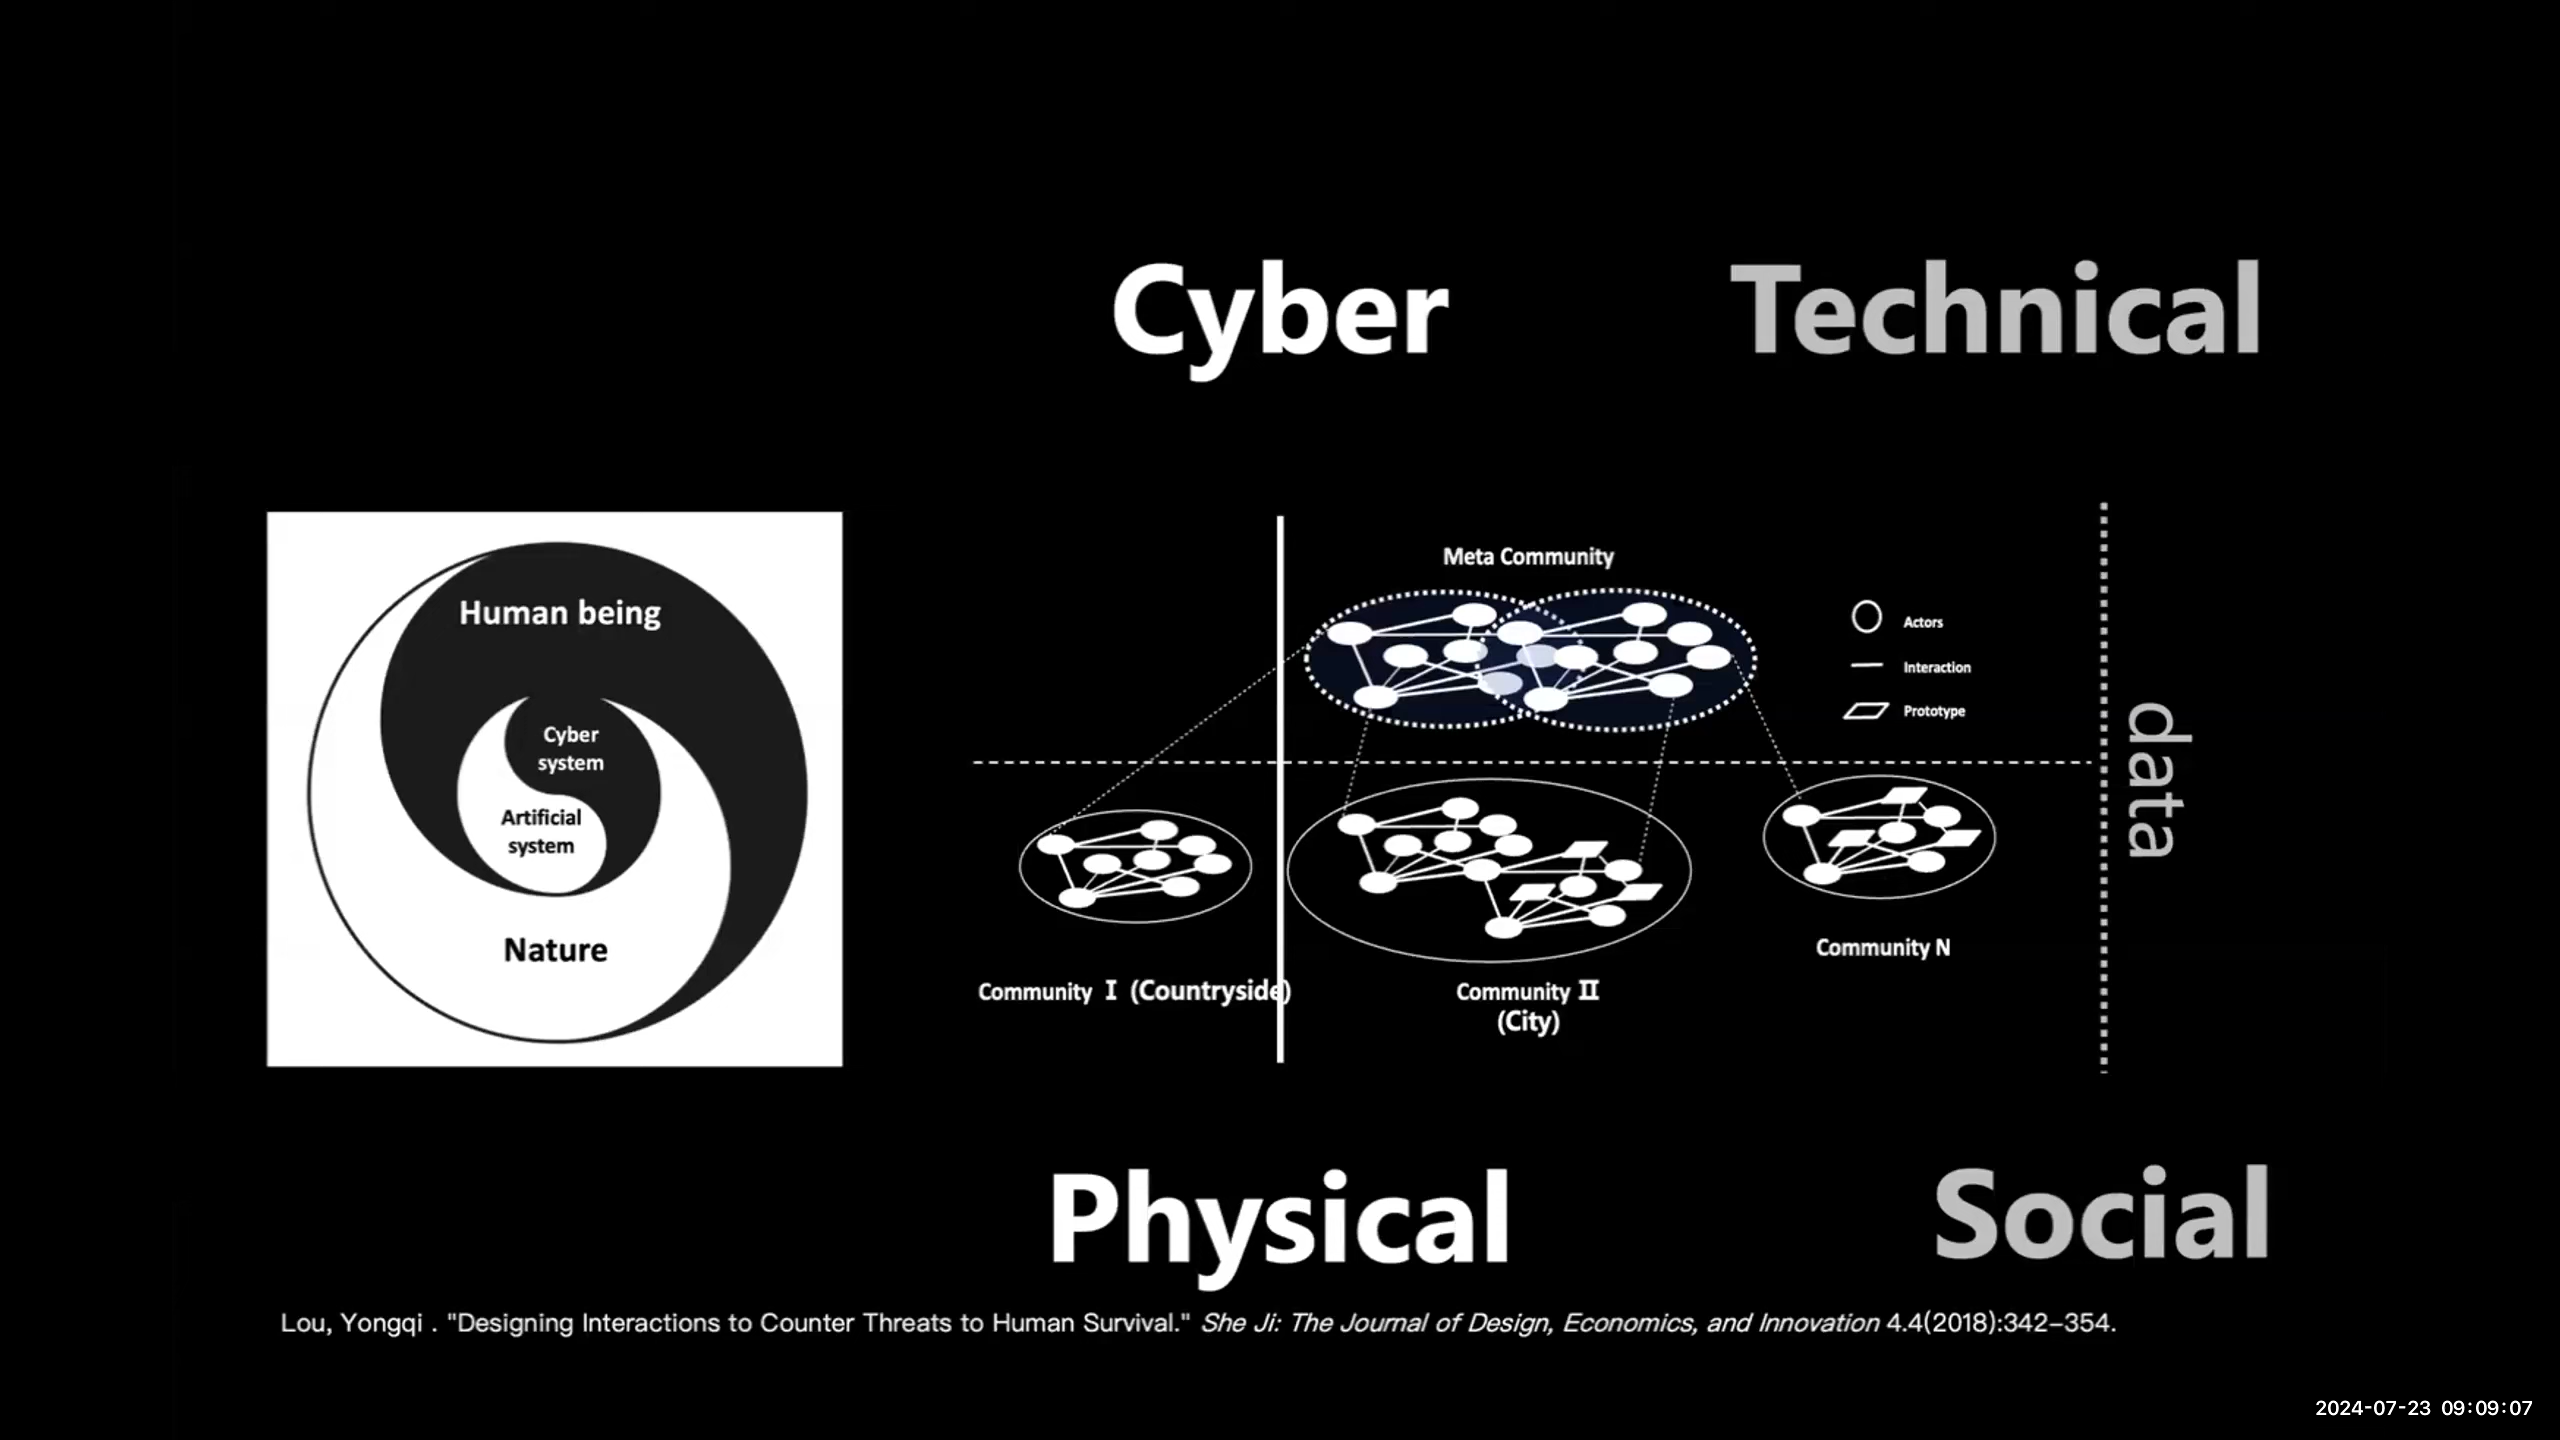 Cyber
Technical
Human being
Cyber
system
Artificial
system
Nature
Meta Community
Actors
Interaction
Prototype
data
Community I (Countryside)
Community II
(City)
Community N
Physical
Social
Lou, Yongqi . "Designing Interactions to Counter Threats to Human Survival." She Ji: The Journal of Design, Economics, and Innovation 4.4(2018):342–354.
2024-07-23 09:09:07